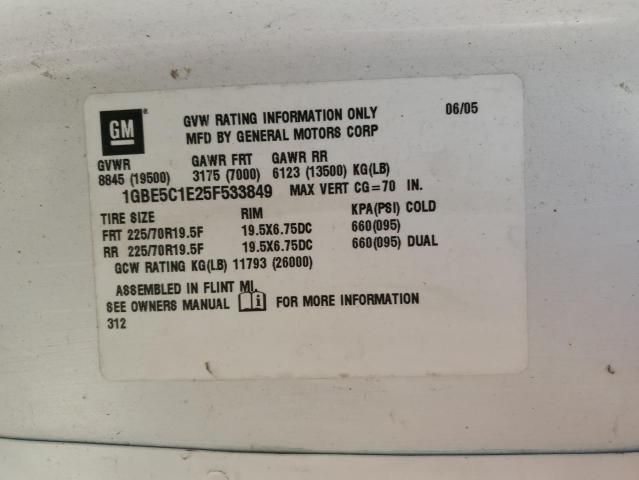 GM ® GVW RATING INFORMATION ONLY 06/05
MFD BY GENERAL MOTORS CORP
GVWR GAWR FRT GAWR RR
8845 (19500) 3175 (7000) 6123 (13500) KG(LB)
1GBE5C1E25F533849 MAX VERT CG=70 IN.
TIRE SIZE RIM KPA(PSI) COLD
FRT 225/70R19.5F 19.5X6.75DC 660(095)
RR 225/70R19.5F 19.5X6.75DC 660(095) DUAL
GCW RATING KG(LB) 11793 (26000)
ASSEMBLED IN FLINT MI.
SEE OWNERS MANUAL i FOR MORE INFORMATION
312